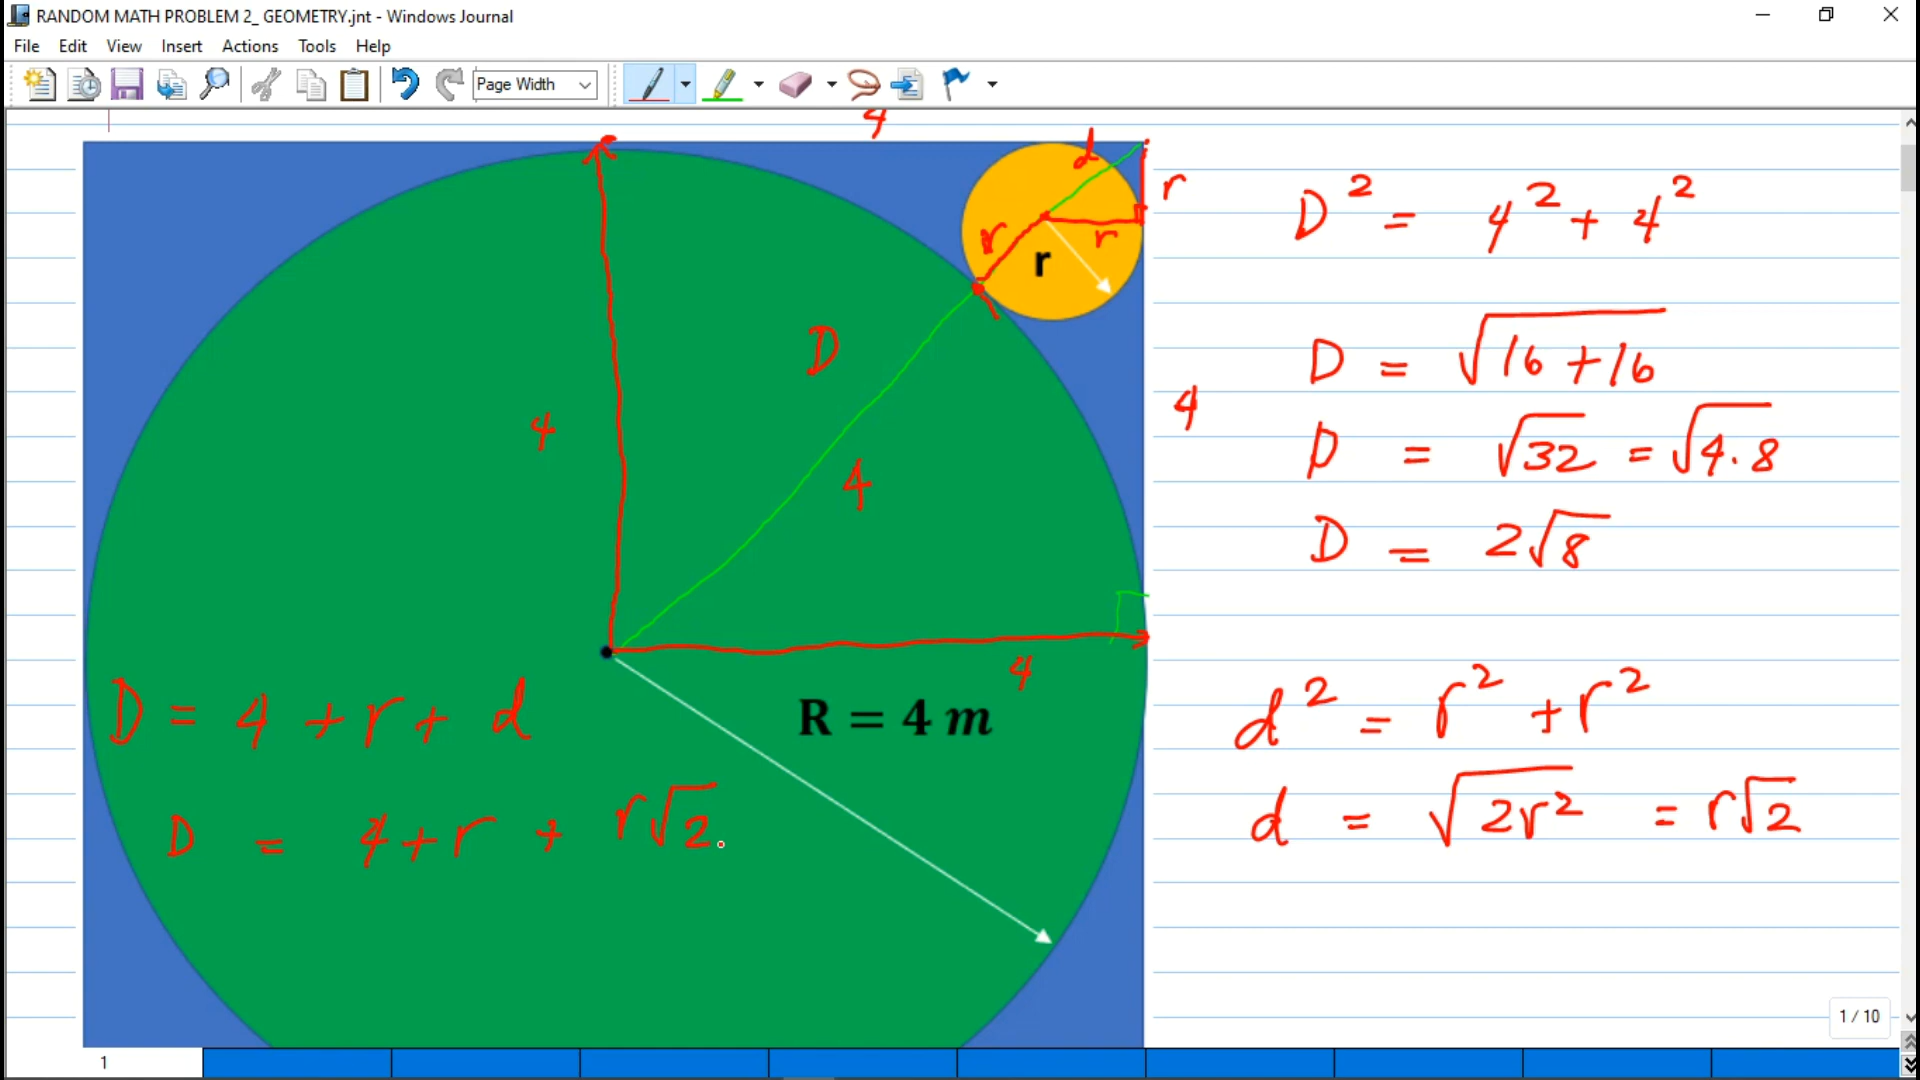 RANDOM MATH PROBLEM 2_ GEOMETRY.jnt - Windows Journal
File Edit View Insert Actions Tools Help
Page Width
4
d
r
r
r
r
D
4
4
4
4
R = 4 m
D = 4 + r + d
D = 4 + r + r√2
D² = 4² + 4²
D = √16 + 16
D = √32 = √4.8
D = 2√8
d² = r² + r²
d = √2r² = r√2
1 / 10
1